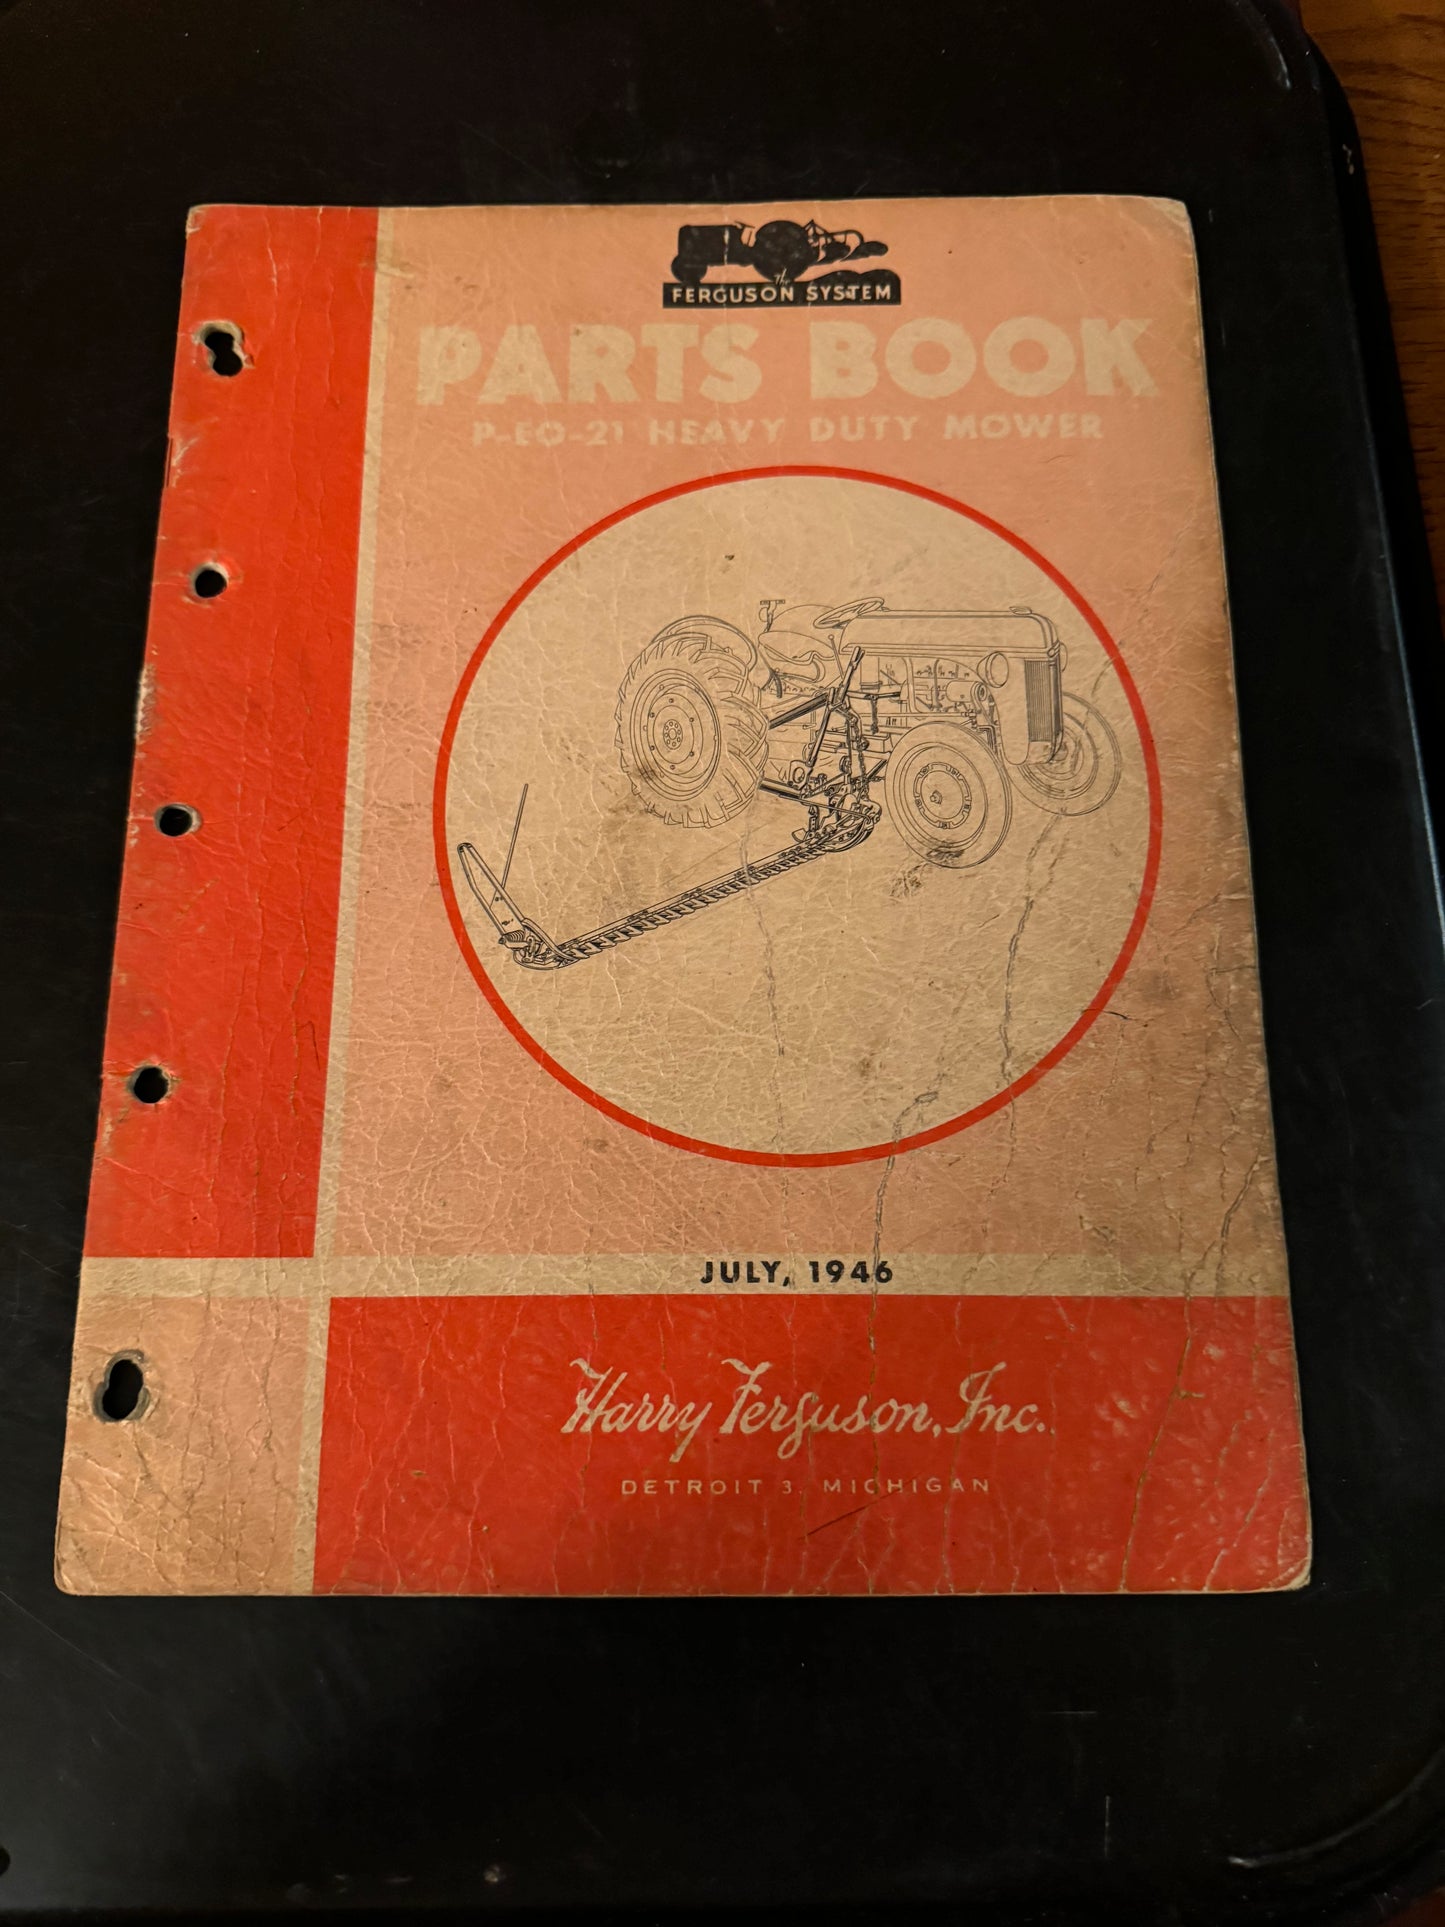 the
FERGUSON SYSTEM
PARTS BOOK
P-EO-21 HEAVY DUTY MOWER
JULY, 1946
Harry Ferguson, Inc.
DETROIT 3, MICHIGAN